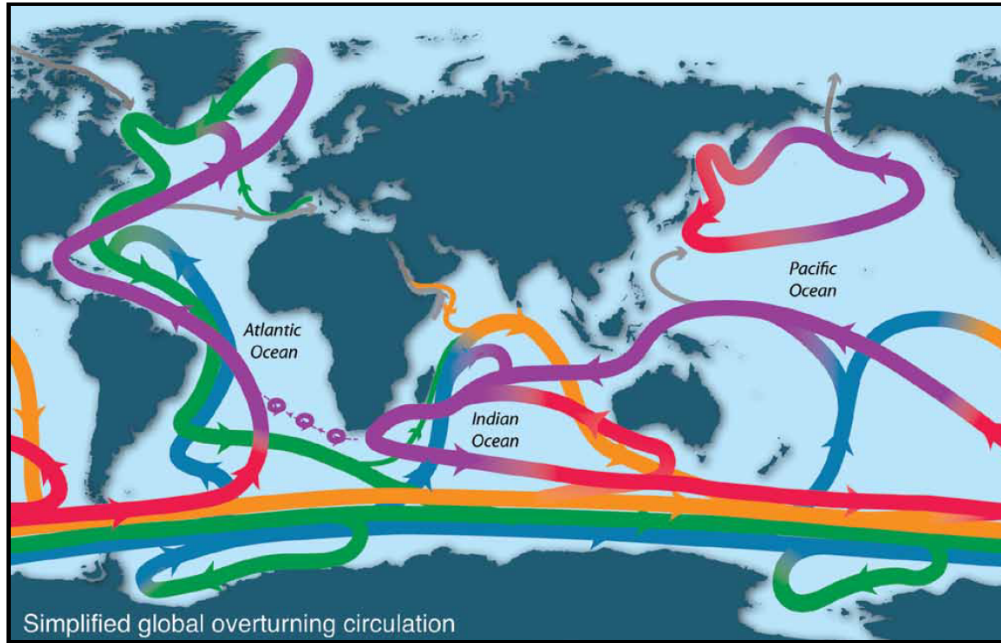 Pacific
Ocean
Atlantic
Ocean
Indian
Ocean
Simplified global overturning circulation